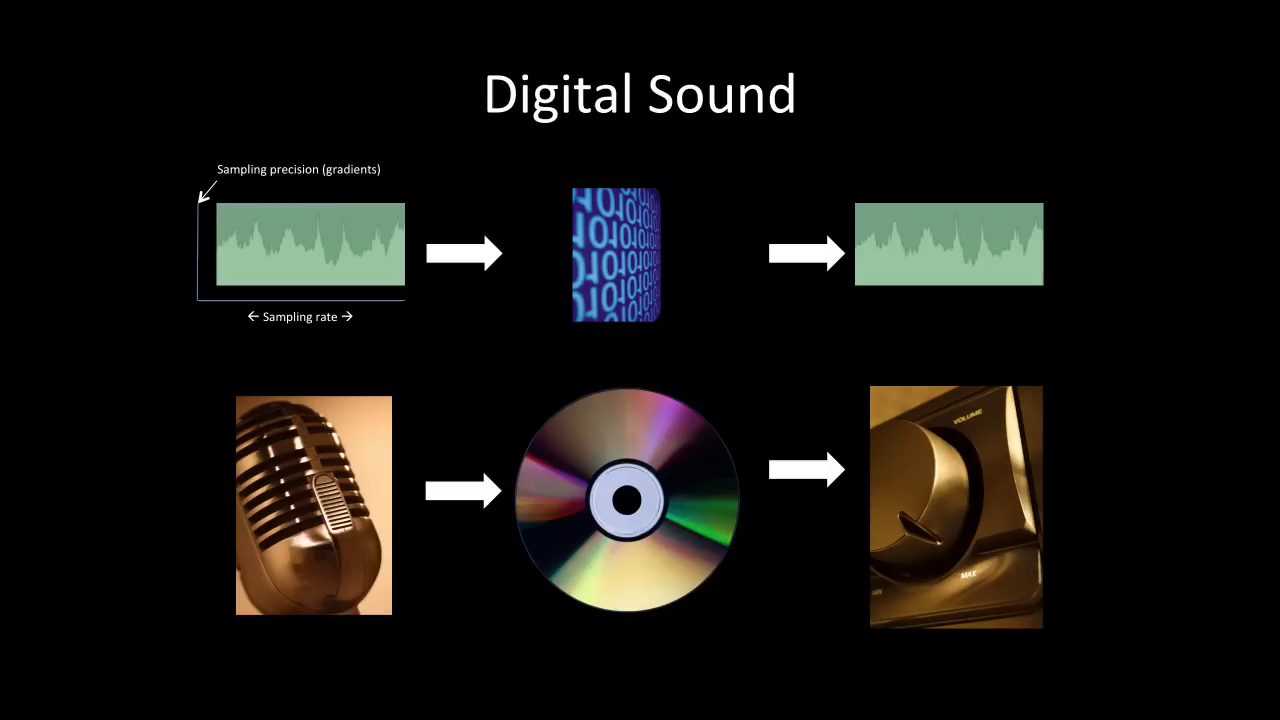 Digital Sound
Sampling precision (gradients)
← Sampling rate →
VOLUME
MAX